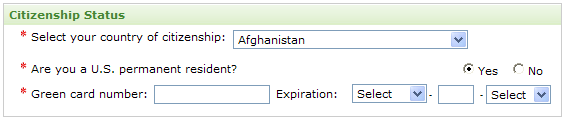 Citizenship Status
* Select your country of citizenship: Afghanistan
* Are you a U.S. permanent resident? Yes No
* Green card number: Expiration: Select - - Select